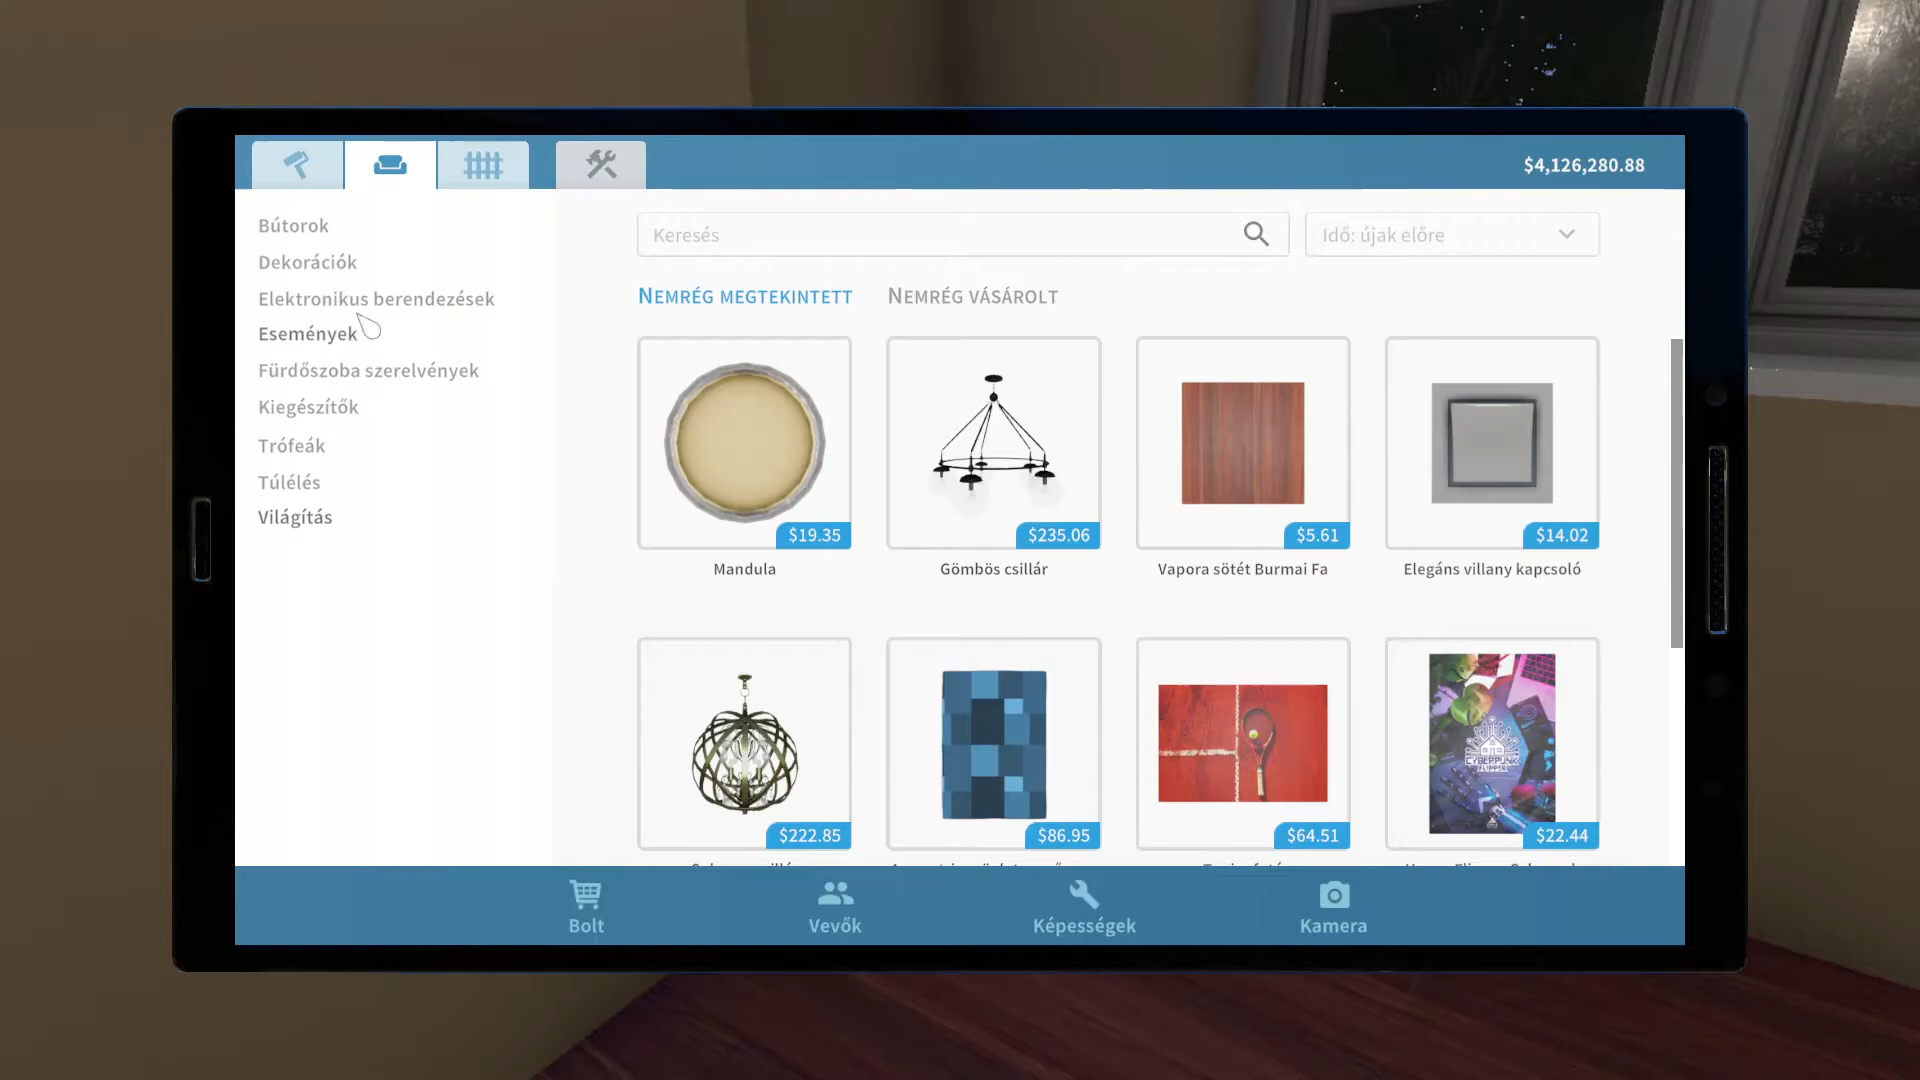 $4,126,280.88
Bútorok
Dekorációk
Elektronikus berendezések
Események
Fürdőszoba szerelvények
Kiegészítők
Trófeák
Túlélés
Világítás
Keresés
Idő: újak előre
NEMRÉG MEGTEKINTETT
NEMRÉG VÁSÁROLT
$19.35
$235.06
$5.61
$14.02
Mandula
Gömbös csillár
Vapora sötét Burmai Fa
Elegáns villany kapcsoló
CYBERPUNK
FLIPPER
$222.85
$86.95
$64.51
$22.44
Bolt
Vevők
Képességek
Kamera